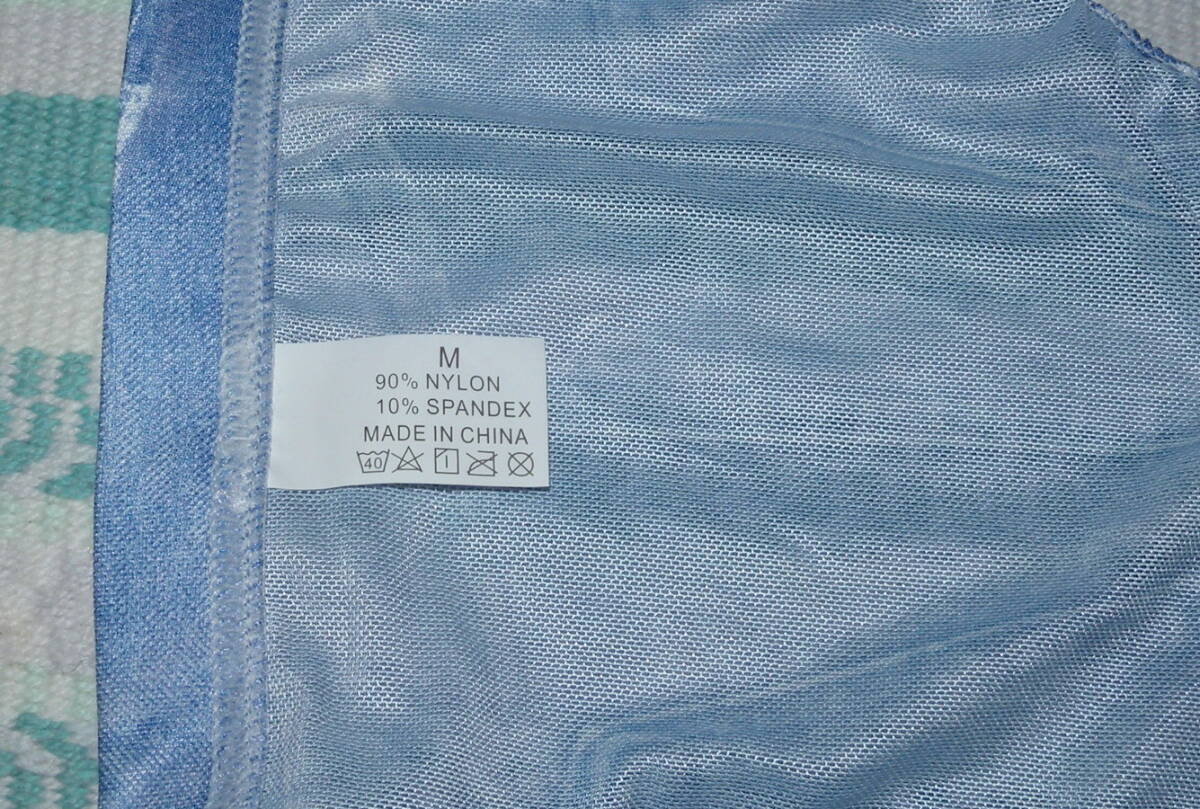 M
90% NYLON
10% SPANDEX
MADE IN CHINA
40